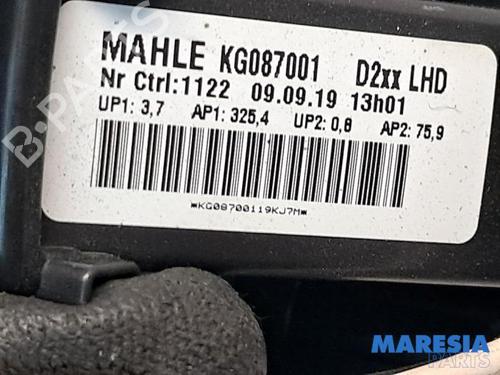 MAHLE KG087001 D2xx LHD
Nr Ctrl:1122 09.09.19 13h01
UP1: 3,7 AP1: 325,4 UP2: 0,8 AP2: 75,9
*KG08700119KJ7M*
B-PARTS
MARESIA
PARTS